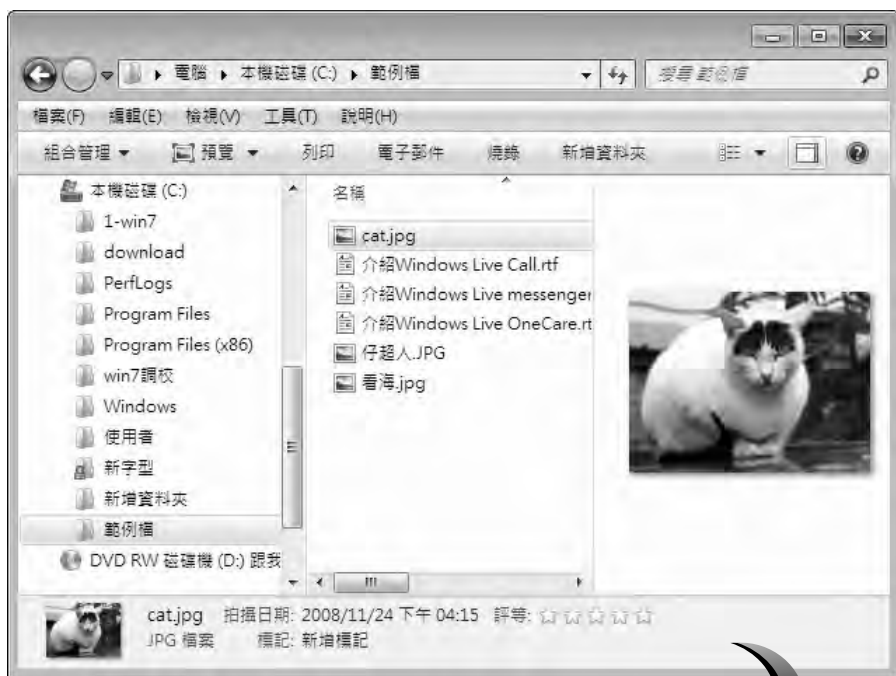 電腦 ▸ 本機磁碟 (C:) ▸ 範例檔
搜尋 範例檔
檔案(F) 編輯(E) 檢視(V) 工具(T) 說明(H)
組合管理 預覽 列印 電子郵件 燒錄 新增資料夾
本機磁碟 (C:)
1-win7
download
PerfLogs
Program Files
Program Files (x86)
win7調校
Windows
使用者
新字型
新增資料夾
範例檔
DVD RW 磁碟機 (D:) 跟我
名稱
cat.jpg
介紹Windows Live Call.rtf
介紹Windows Live messenger
介紹Windows Live OneCare.rt
仔超人.JPG
看海.jpg
cat.jpg 拍攝日期: 2008/11/24 下午 04:15 評等: ☆☆☆☆☆
JPG 檔案 標記: 新增標記